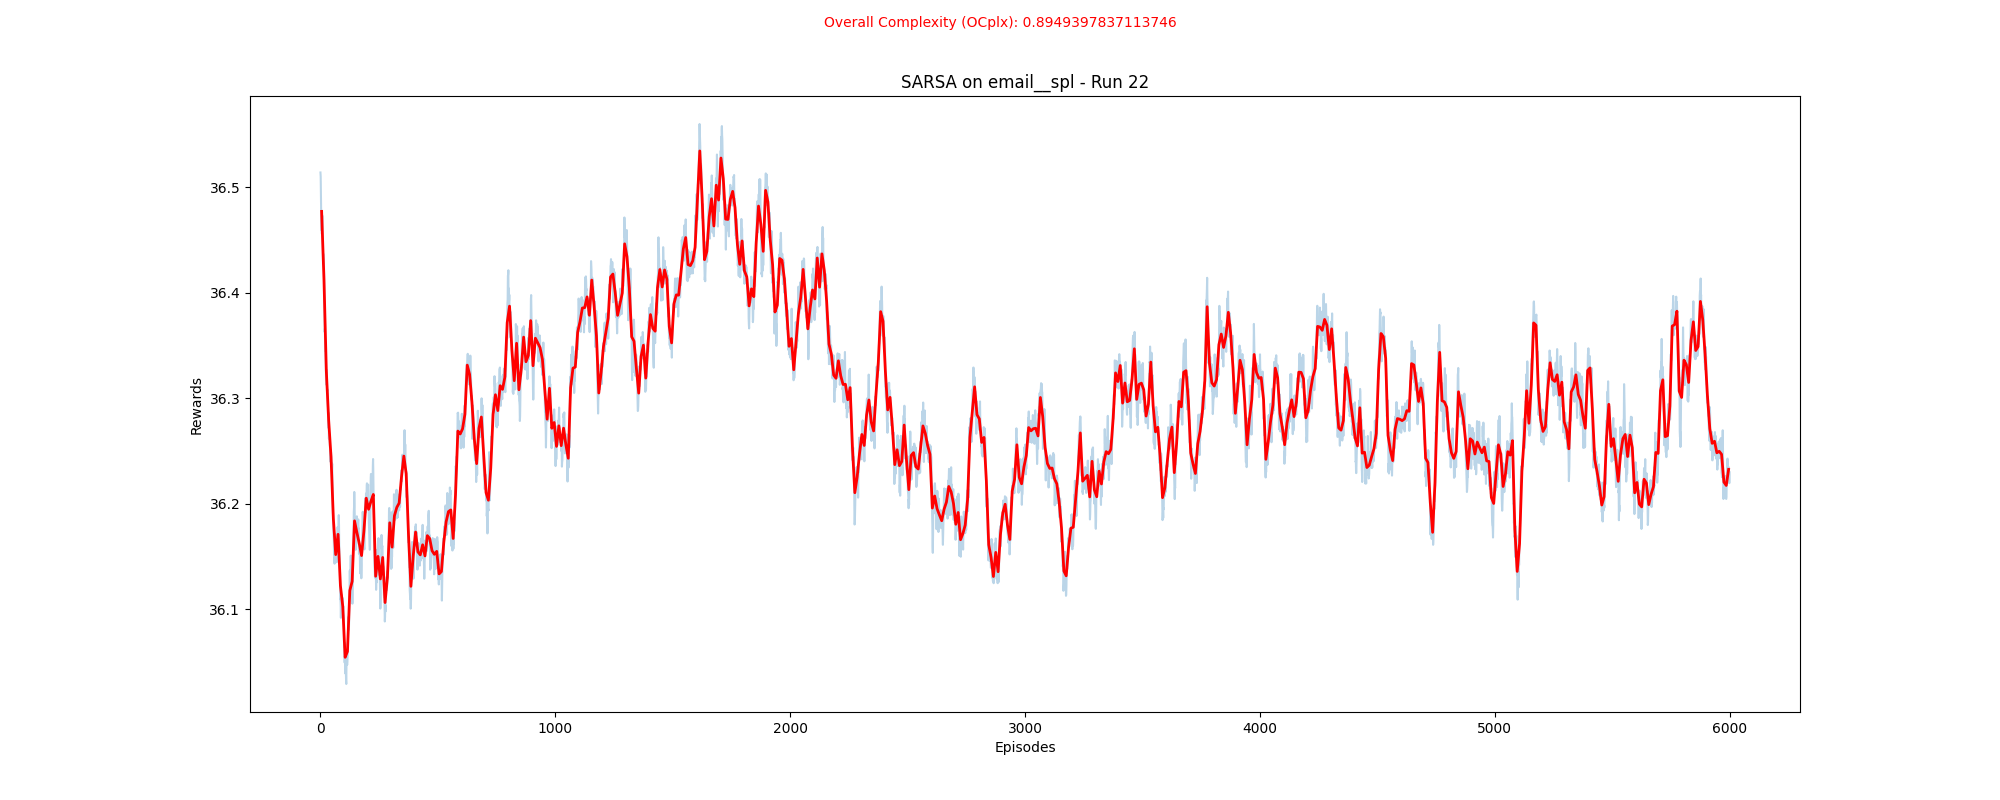 Overall Complexity (OCplx): 0.8949397837113746
SARSA on email__spl - Run 22
Rewards
36.5
36.4
36.3
36.2
36.1
0 1000 2000 3000 4000 5000 6000
Episodes